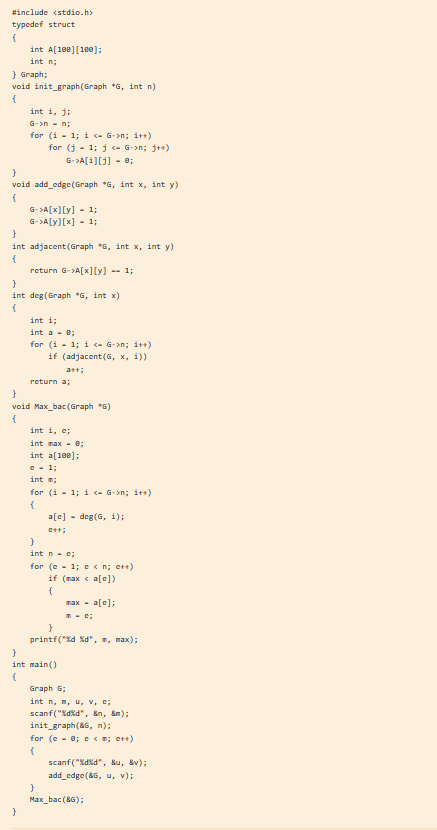 #include <stdio.h>
typedef struct
{
    int A[100][100];
    int n;
} Graph;
void init_graph(Graph *G, int n)
{
    int i, j;
    G->n = n;
    for (i = 1; i <= G->n; i++)
        for (j = 1; j <= G->n; j++)
            G->A[i][j] = 0;
}
void add_edge(Graph *G, int x, int y)
{
    G->A[x][y] = 1;
    G->A[y][x] = 1;
}
int adjacent(Graph *G, int x, int y)
{
    return G->A[x][y] == 1;
}
int deg(Graph *G, int x)
{
    int i;
    int a = 0;
    for (i = 1; i <= G->n; i++)
        if (adjacent(G, x, i))
            a++;
    return a;
}
void Max_bac(Graph *G)
{
    int i, e;
    int max = 0;
    int a[100];
    e = 1;
    int m;
    for (i = 1; i <= G->n; i++)
    {
        a[e] = deg(G, i);
        e++;
    }
    int n = e;
    for (e = 1; e < n; e++)
        if (max < a[e])
        {
            max = a[e];
            m = e;
        }
    printf("%d %d", m, max);
}
int main()
{
    Graph G;
    int n, m, u, v, e;
    scanf("%d%d", &n, &m);
    init_graph(&G, n);
    for (e = 0; e < m; e++)
    {
        scanf("%d%d", &u, &v);
        add_edge(&G, u, v);
    }
    Max_bac(&G);
}